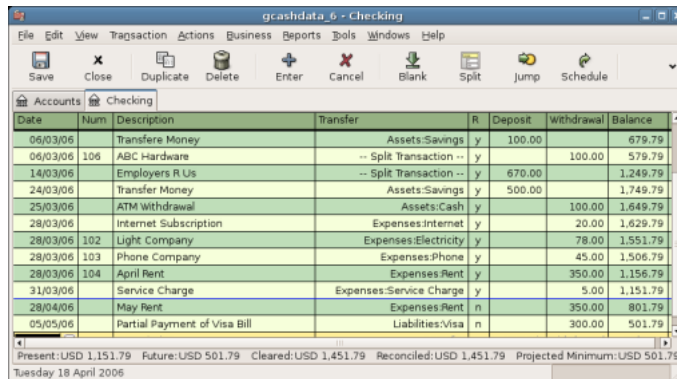 gcashdata_6 - Checking
File Edit View Transaction Actions Business Reports Tools Windows Help
Save Close Duplicate Delete Enter Cancel Blank Split Jump Schedule
Accounts Checking
Date Num Description Transfer R Deposit Withdrawal Balance
06/03/06 Transfere Money Assets:Savings y 100.00 679.79
06/03/06 106 ABC Hardware -- Split Transaction -- y 100.00 579.79
14/03/06 Employers R Us -- Split Transaction -- y 670.00 1,249.79
24/03/06 Transfer Money Assets:Savings y 500.00 1,749.79
25/03/06 ATM Withdrawal Assets:Cash y 100.00 1,649.79
28/03/06 Internet Subscription Expenses:Internet y 20.00 1,629.79
28/03/06 102 Light Company Expenses:Electricity y 78.00 1,551.79
28/03/06 103 Phone Company Expenses:Phone y 45.00 1,506.79
28/03/06 104 April Rent Expenses:Rent y 350.00 1,156.79
31/03/06 Service Charge Expenses:Service Charge y 5.00 1,151.79
28/04/06 May Rent Expenses:Rent n 350.00 801.79
05/05/06 Partial Payment of Visa Bill Liabilities:Visa n 300.00 501.79
Present:USD 1,151.79 Future:USD 501.79 Cleared:USD 1,451.79 Reconciled:USD 1,451.79 Projected Minimum:USD 501.79
Tuesday 18 April 2006